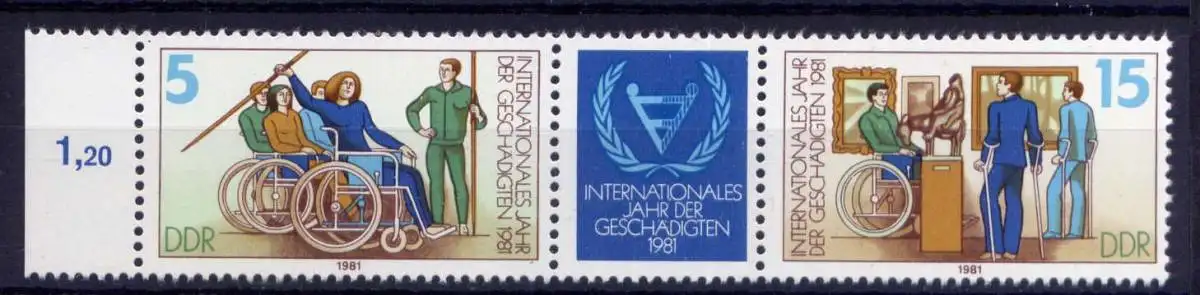 1,20
5
INTERNATIONALES JAHR
DER GESCHÄDIGTEN 1981
DDR
1981
INTERNATIONALES
JAHR DER
GESCHÄDIGTEN
1981
INTERNATIONALES JAHR
DER GESCHÄDIGTEN 1981
15
DDR
1981